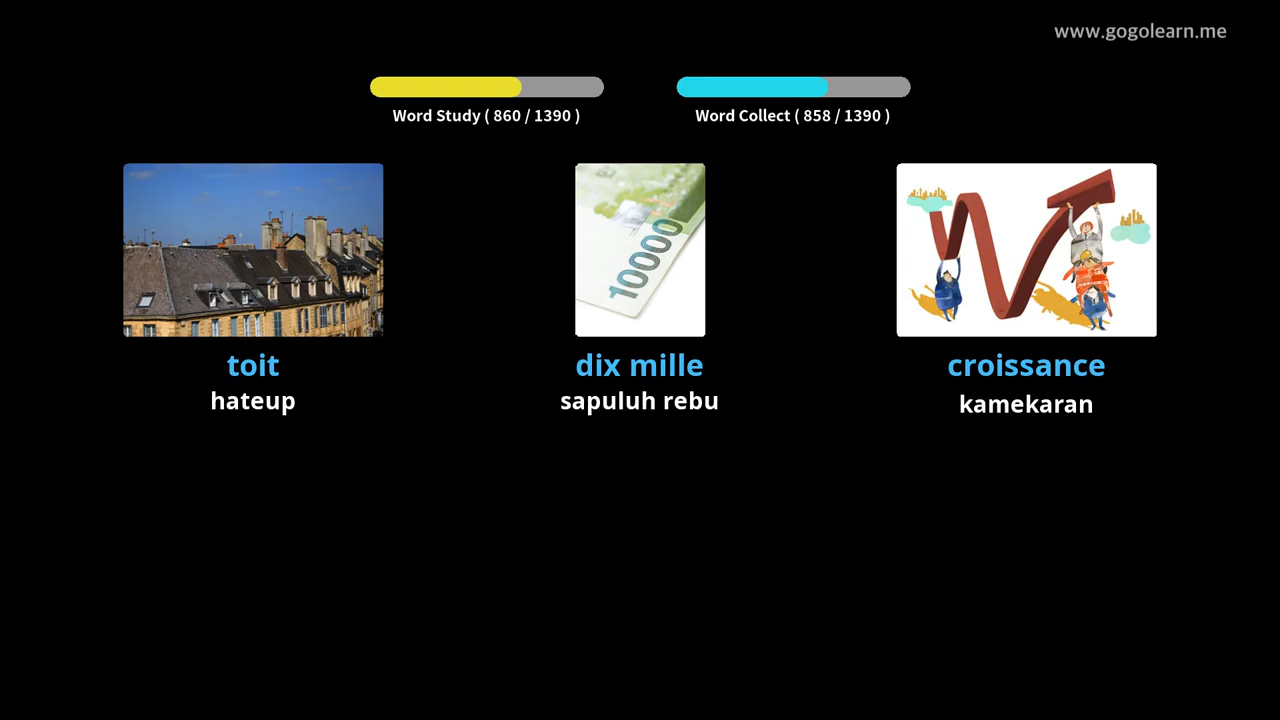 www.gogolearn.me
Word Study ( 860 / 1390 )
Word Collect ( 858 / 1390 )
10000
toit
dix mille
croissance
hateup
sapuluh rebu
kamekaran